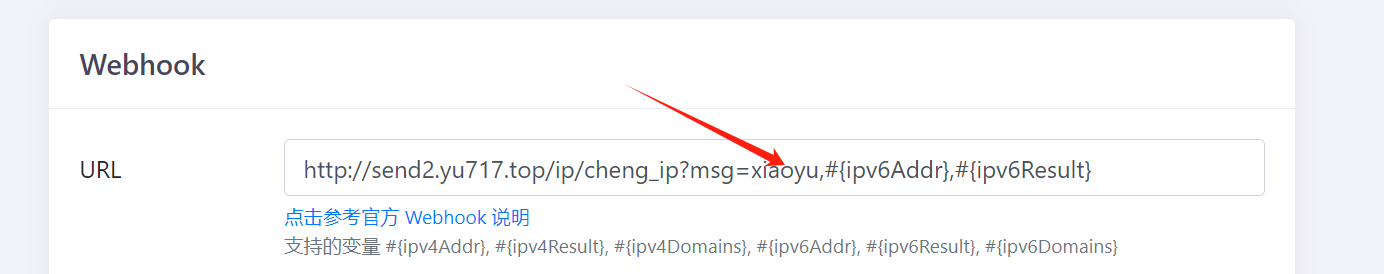 Webhook
URL
http://send2.yu717.top/ip/cheng_ip?msg=xiaoyu,#{ipv6Addr},#{ipv6Result}
点击参考官方 Webhook 说明
支持的变量 #{ipv4Addr}, #{ipv4Result}, #{ipv4Domains}, #{ipv6Addr}, #{ipv6Result}, #{ipv6Domains}